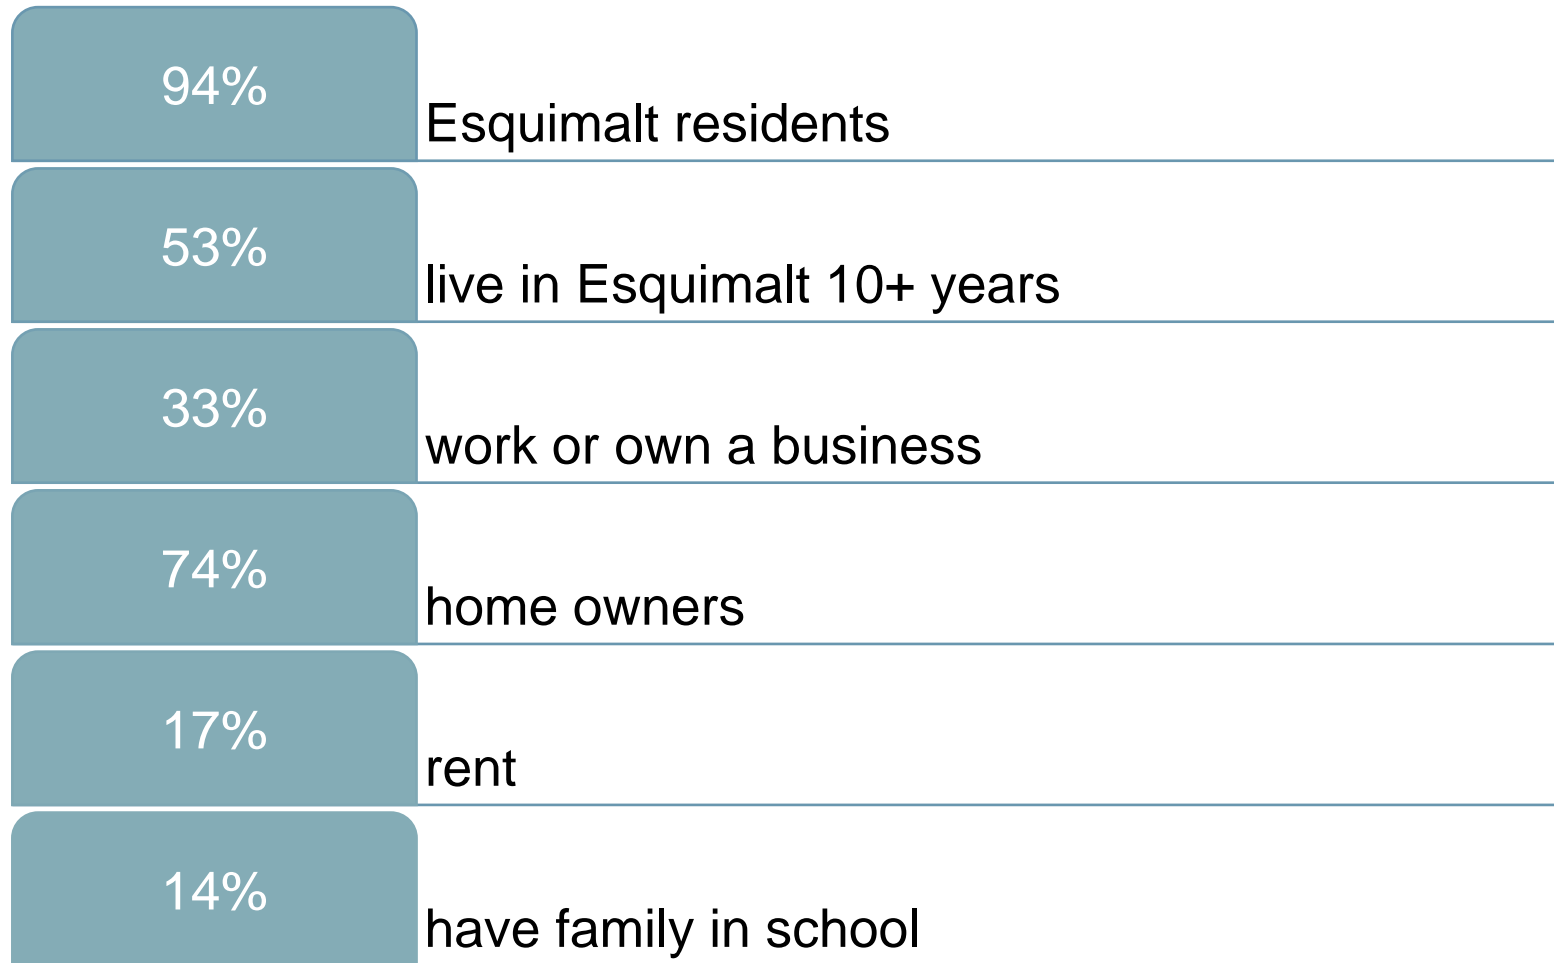 94%
Esquimalt residents
53%
live in Esquimalt 10+ years
33%
work or own a business
74%
home owners
17%
rent
14%
have family in school